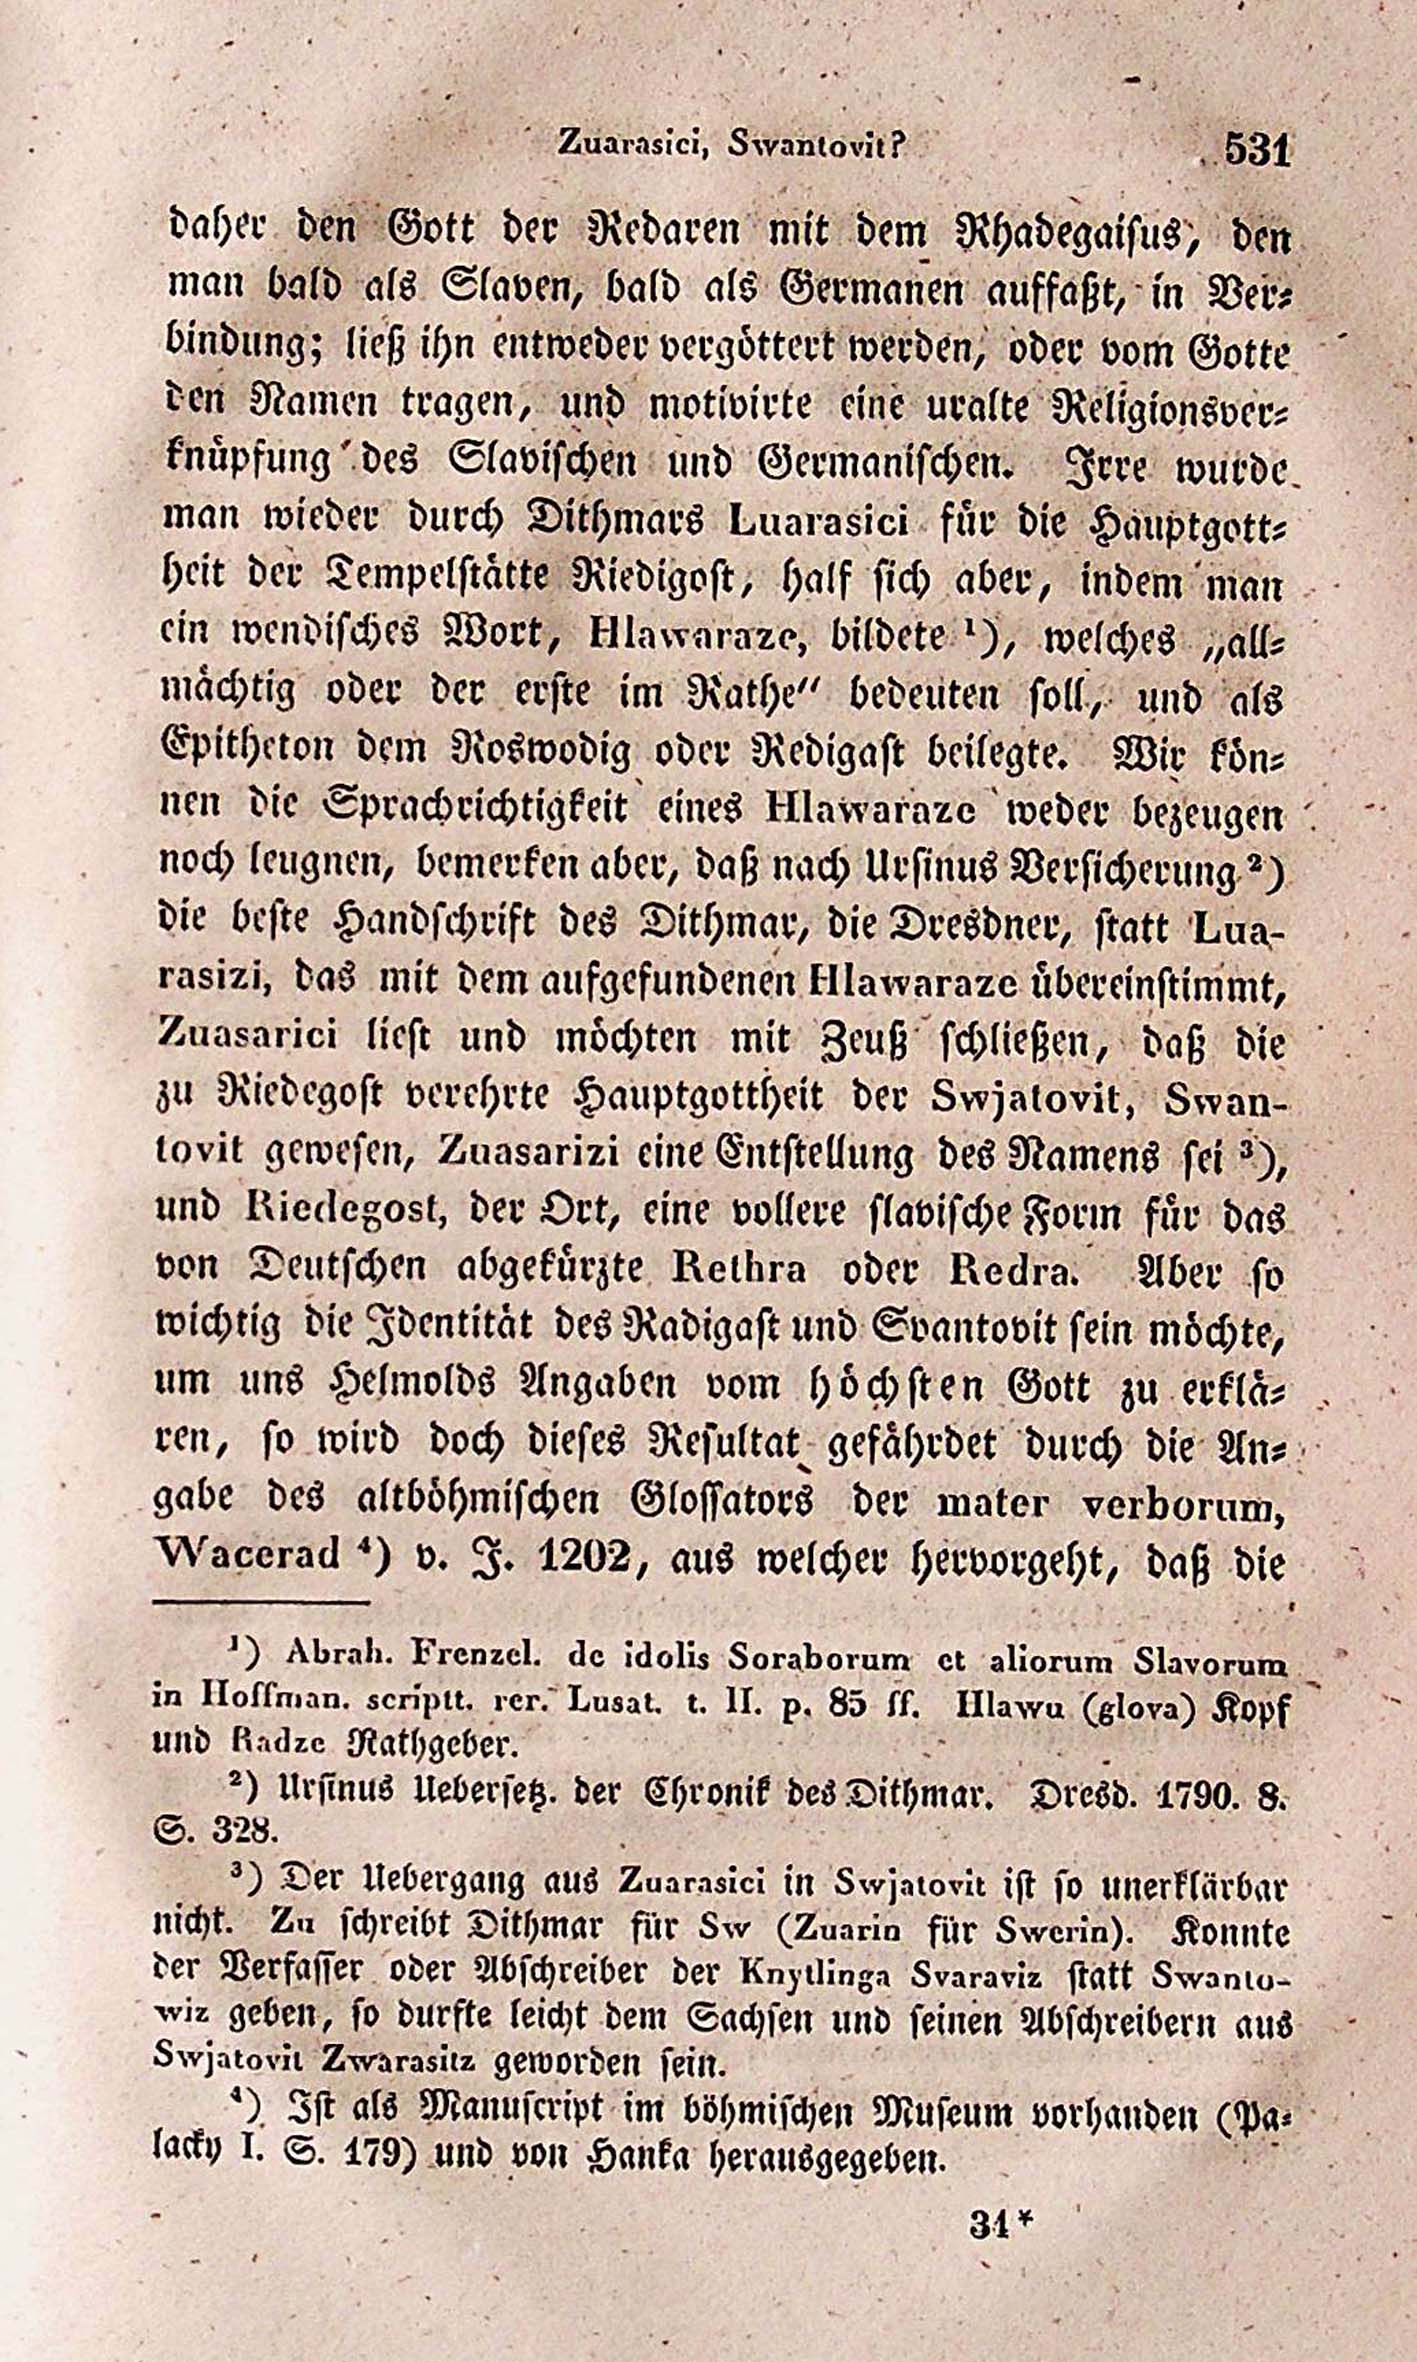 Zuarasici, Swantovit? 531
daher den Gott der Redaren mit dem Rhadegaisus, den
man bald als Slaven, bald als Germanen auffaßt, in Ver-
bindung; ließ ihn entweder vergöttert werden, oder vom Gotte
den Namen tragen, und motivirte eine uralte Religionsver-
knüpfung des Slavischen und Germanischen. Irre wurde
man wieder durch Dithmars Luarasici für die Hauptgott-
heit der Tempelstätte Riedigost, half sich aber, indem man
ein wendisches Wort, Hlawaraze, bildete ¹), welches „all-
mächtig oder der erste im Rathe“ bedeuten soll, und als
Epitheton dem Roswodig oder Redigast beilegte. Wir kön-
nen die Sprachrichtigkeit eines Hlawaraze weder bezeugen
noch leugnen, bemerken aber, daß nach Ursinus Versicherung ²)
die beste Handschrift des Dithmar, die Dresdner, statt Lua-
rasizi, das mit dem aufgefundenen Hlawaraze übereinstimmt,
Zuasarici liest und möchten mit Zeuß schließen, daß die
zu Riedegost verehrte Hauptgottheit der Swjatovit, Swan-
tovit gewesen, Zuasarizi eine Entstellung des Namens sei ³),
und Riedegost, der Ort, eine vollere slavische Form für das
von Deutschen abgekürzte Rethra oder Redra. Aber so
wichtig die Identität des Radigast und Svantovit sein möchte,
um uns Helmolds Angaben vom höchsten Gott zu erklä-
ren, so wird doch dieses Resultat gefährdet durch die An-
gabe des altböhmischen Glossators der mater verborum,
Wacerad ⁴) v. J. 1202, aus welcher hervorgeht, daß die
¹) Abrah. Frenzel. de idolis Soraborum et aliorum Slavorum
in Hoffman. scriptt. rer. Lusat. t. II. p. 85 ff. Hlawu (glova) Kopf
und Radze Rathgeber.
²) Ursinus Uebersetz. der Chronik des Dithmar. Dresd. 1790. 8.
S. 328.
³) Der Uebergang aus Zuarasici in Swjatovit ist so unerklärbar
nicht. Zu schreibt Dithmar für Sw (Zuarin für Swerin). Konnte
der Verfasser oder Abschreiber der Knytlinga Svaraviz statt Swanto-
wiz geben, so durfte leicht dem Sachsen und seinen Abschreibern aus
Swjatovit Zwarasitz geworden sein.
⁴) Ist als Manuscript im böhmischen Museum vorhanden (Pa-
lacky I. S. 179) und von Hanka herausgegeben.
31*